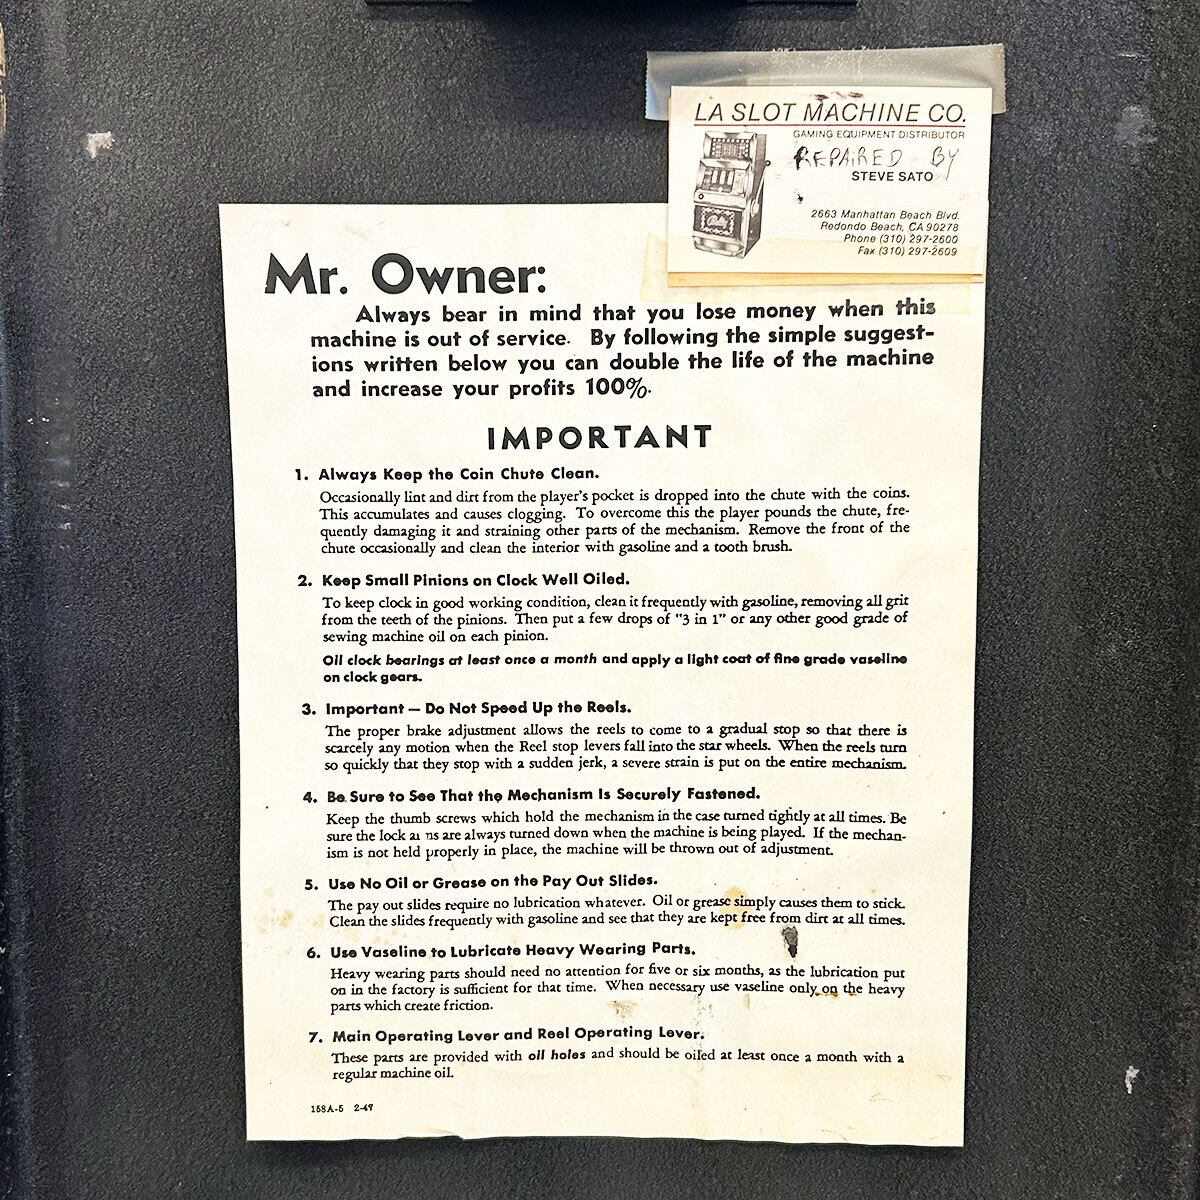 LA SLOT MACHINE CO.
GAMING EQUIPMENT DISTRIBUTOR
REPAIRED BY
STEVE SATO
Bally
2663 Manhattan Beach Blvd.
Redondo Beach, CA 90278
Phone (310) 297-2600
Fax (310) 297-2609
Mr. Owner:
Always bear in mind that you lose money when this
machine is out of service. By following the simple suggest-
ions written below you can double the life of the machine
and increase your profits 100%.
IMPORTANT
1. Always Keep the Coin Chute Clean.
Occasionally lint and dirt from the player's pocket is dropped into the chute with the coins.
This accumulates and causes clogging. To overcome this the player pounds the chute, fre-
quently damaging it and straining other parts of the mechanism. Remove the front of the
chute occasionally and clean the interior with gasoline and a tooth brush.
2. Keep Small Pinions on Clock Well Oiled.
To keep clock in good working condition, clean it frequently with gasoline, removing all grit
from the teeth of the pinions. Then put a few drops of "3 in 1" or any other good grade of
sewing machine oil on each pinion.
Oil clock bearings at least once a month and apply a light coat of fine grade vaseline
on clock gears.
3. Important — Do Not Speed Up the Reels.
The proper brake adjustment allows the reels to come to a gradual stop so that there is
scarcely any motion when the Reel stop levers fall into the star wheels. When the reels turn
so quickly that they stop with a sudden jerk, a severe strain is put on the entire mechanism.
4. Be Sure to See That the Mechanism Is Securely Fastened.
Keep the thumb screws which hold the mechanism in the case turned tightly at all times. Be
sure the lock are always turned down when the machine is being played. If the mechan-
ism is not held properly in place, the machine will be thrown out of adjustment.
5. Use No Oil or Grease on the Pay Out Slides.
The pay out slides require no lubrication whatever. Oil or grease simply causes them to stick.
Clean the slides frequently with gasoline and see that they are kept free from dirt at all times.
6. Use Vaseline to Lubricate Heavy Wearing Parts.
Heavy wearing parts should need no attention for five or six months, as the lubrication put
on in the factory is sufficient for that time. When necessary use vaseline only on the heavy
parts which create friction.
7. Main Operating Lever and Reel Operating Lever.
These parts are provided with oil holes and should be oiled at least once a month with a
regular machine oil.
158A-5 2-49